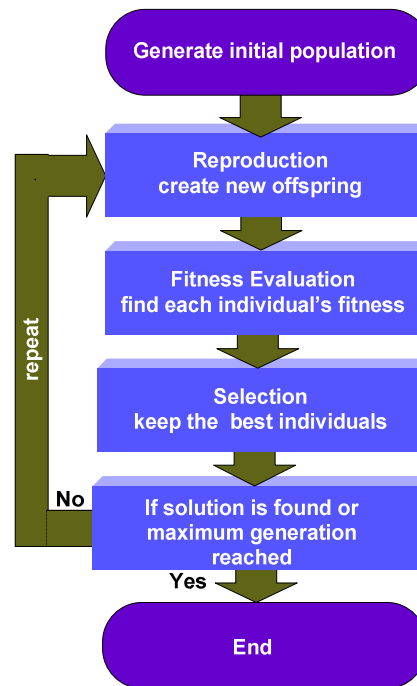 Generate initial population
Reproduction
create new offspring
Fitness Evaluation
find each individual's fitness
repeat
Selection
keep the best individuals
No
If solution is found or
maximum generation
reached
Yes
End